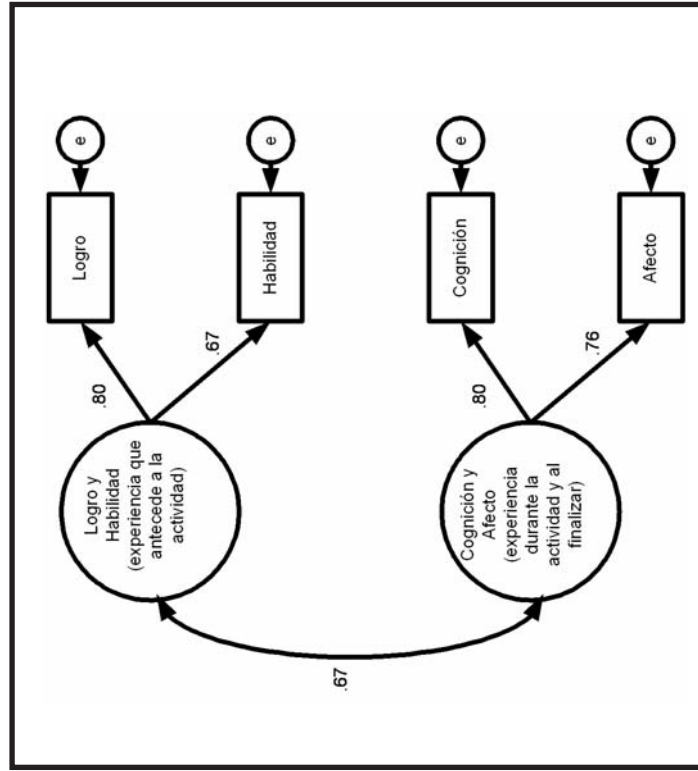 Logro y
Habilidad
(experiencia que
antecede a la
actividad)
.80
.67
Logro
e
Habilidad
e
.67
Cognición y
Afecto
(experiencia
durante la
actividad y al
finalizar)
.80
.76
Cognición
e
Afecto
e